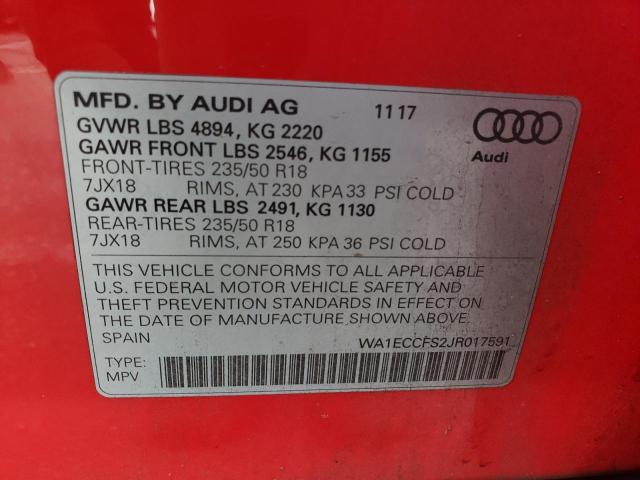 MFD. BY AUDI AG 11 17
GVWR LBS 4894, KG 2220
GAWR FRONT LBS 2546, KG 1155
FRONT-TIRES 235/50 R18
7JX18 RIMS, AT 230 KPA 33 PSI COLD
GAWR REAR LBS 2491, KG 1130
REAR-TIRES 235/50 R18
7JX18 RIMS, AT 250 KPA 36 PSI COLD
Audi
THIS VEHICLE CONFORMS TO ALL APPLICABLE
U.S. FEDERAL MOTOR VEHICLE SAFETY AND
THEFT PREVENTION STANDARDS IN EFFECT ON
THE DATE OF MANUFACTURE SHOWN ABOVE.
SPAIN WA1ECCFS2JR017591
TYPE:
MPV